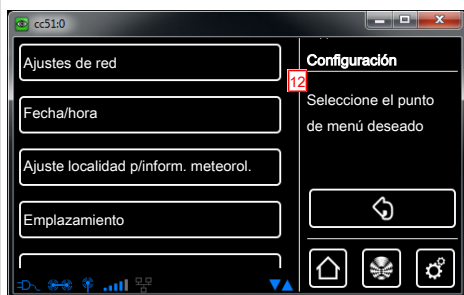 cc51:0
Ajustes de red
Fecha/hora
Ajuste localidad p/inform. meteorol.
Emplazamiento
Configuración
12
Seleccione el punto
de menú deseado